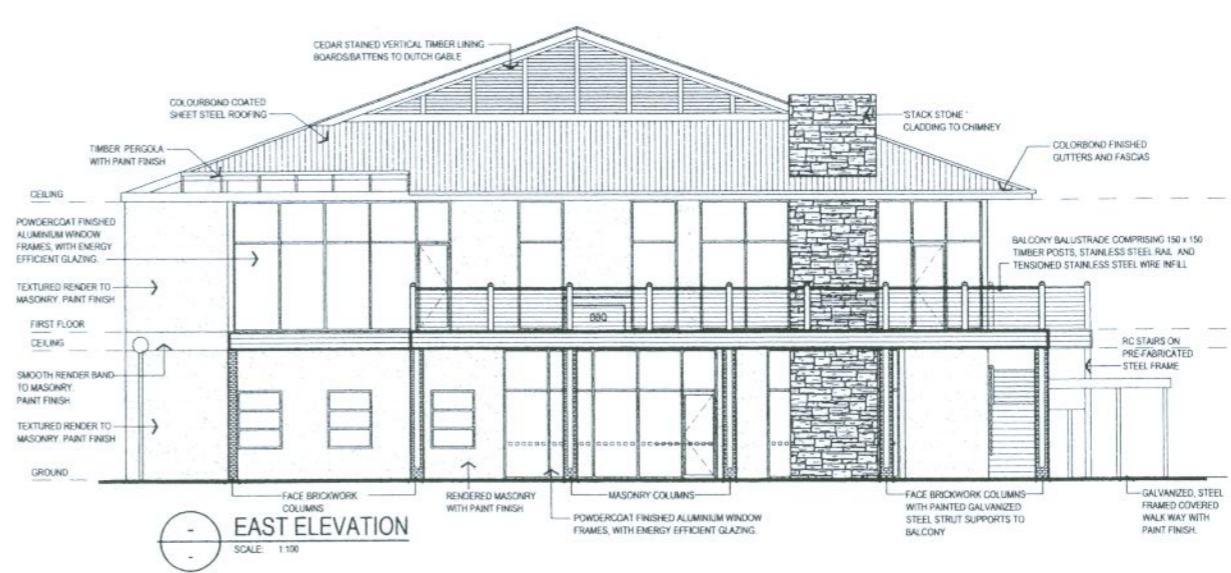 CEDAR STAINED VERTICAL TIMBER LINING
BOARDS/BATTENS TO DUTCH GABLE
COLOURBOND COATED
SHEET STEEL ROOFING
TIMBER PERGOLA
WITH PAINT FINISH
'STACK STONE'
CLADDING TO CHIMNEY
COLORBOND FINISHED
GUTTERS AND FASCIAS
CEILING
POWDERCOAT FINISHED
ALUMINIUM WINDOW
FRAMES, WITH ENERGY
EFFICIENT GLAZING.
BALCONY BALUSTRADE COMPRISING 150 x 150
TIMBER POSTS, STAINLESS STEEL RAIL AND
TENSIONED STAINLESS STEEL WIRE INFILL
TEXTURED RENDER TO
MASONRY. PAINT FINISH
BBQ
FIRST FLOOR
CEILING
RC STAIRS ON
PRE-FABRICATED
STEEL FRAME
SMOOTH RENDER BAND
TO MASONRY.
PAINT FINISH
TEXTURED RENDER TO
MASONRY. PAINT FINISH
GROUND
FACE BRICKWORK
COLUMNS
RENDERED MASONRY
WITH PAINT FINISH
MASONRY COLUMNS
POWDERCOAT FINISHED ALUMINIUM WINDOW
FRAMES, WITH ENERGY EFFICIENT GLAZING.
FACE BRICKWORK COLUMNS
WITH PAINTED GALVANIZED
STEEL STRUT SUPPORTS TO
BALCONY
GALVANIZED, STEEL
FRAMED COVERED
WALK WAY WITH
PAINT FINISH.
EAST ELEVATION
SCALE: 1:100